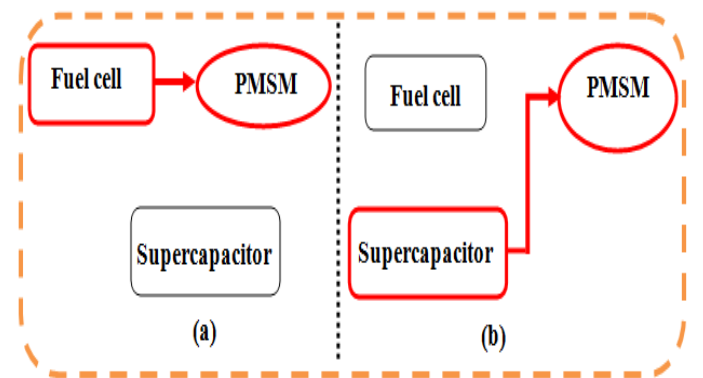 Fuel cell
PMSM
Supercapacitor
(a)
Fuel cell
PMSM
Supercapacitor
(b)